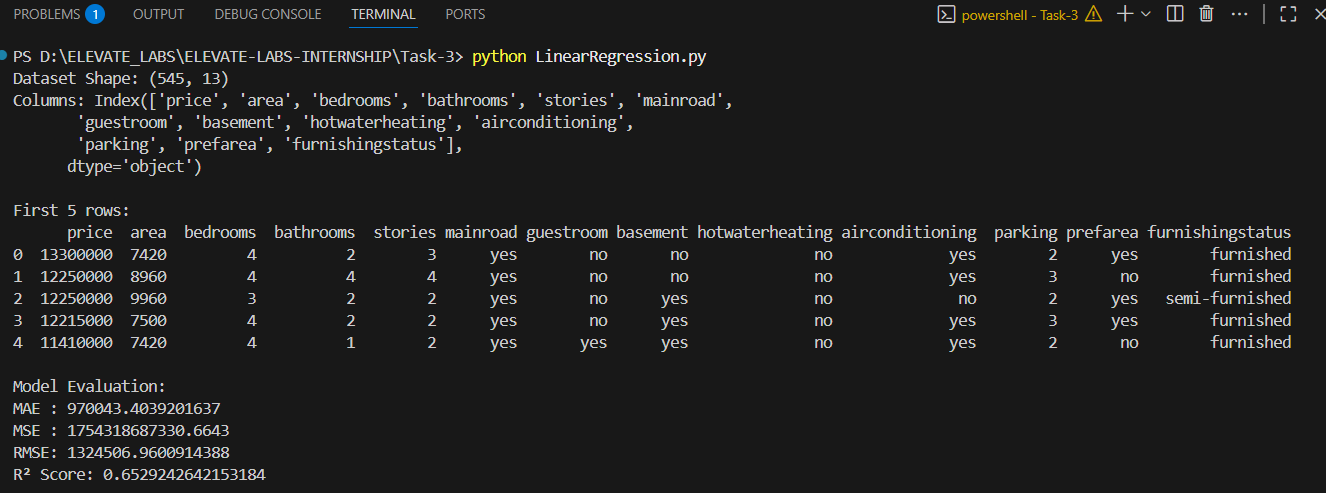 PROBLEMS 1 OUTPUT DEBUG CONSOLE TERMINAL PORTS powershell - Task-3
PS D:\ELEVATE_LABS\ELEVATE-LABS-INTERNSHIP\Task-3> python LinearRegression.py
Dataset Shape: (545, 13)
Columns: Index(['price', 'area', 'bedrooms', 'bathrooms', 'stories', 'mainroad',
       'guestroom', 'basement', 'hotwaterheating', 'airconditioning',
       'parking', 'prefarea', 'furnishingstatus'],
      dtype='object')

First 5 rows:
      price  area  bedrooms  bathrooms  stories mainroad guestroom basement hotwaterheating airconditioning  parking prefarea furnishingstatus
0  13300000  7420         4          2        3      yes        no       no              no             yes        2      yes        furnished
1  12250000  8960         4          4        4      yes        no       no              no             yes        3       no        furnished
2  12250000  9960         3          2        2      yes        no      yes              no              no        2      yes   semi-furnished
3  12215000  7500         4          2        2      yes        no      yes              no             yes        3      yes        furnished
4  11410000  7420         4          1        2      yes       yes      yes              no             yes        2       no        furnished

Model Evaluation:
MAE : 970043.4039201637
MSE : 1754318687330.6643
RMSE: 1324506.9600914388
R² Score: 0.6529242642153184